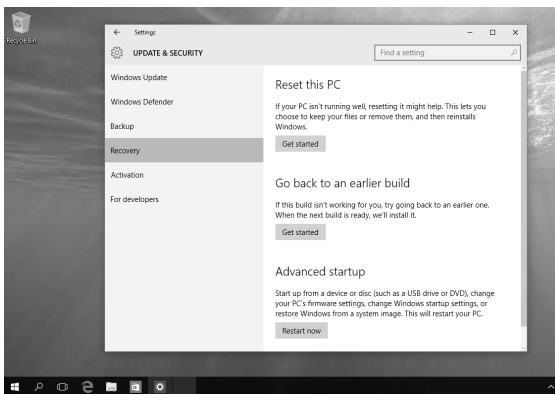 Recycle Bin
Settings
UPDATE & SECURITY
Find a setting
Windows Update
Windows Defender
Backup
Recovery
Activation
For developers
Reset this PC
If your PC isn't running well, resetting it might help. This lets you
choose to keep your files or remove them, and then reinstalls
Windows.
Get started
Go back to an earlier build
If this build isn't working for you, try going back to an earlier one.
When the next build is ready, we'll install it.
Get started
Advanced startup
Start up from a device or disc (such as a USB drive or DVD), change
your PC's firmware settings, change Windows startup settings, or
restore Windows from a system image. This will restart your PC.
Restart now